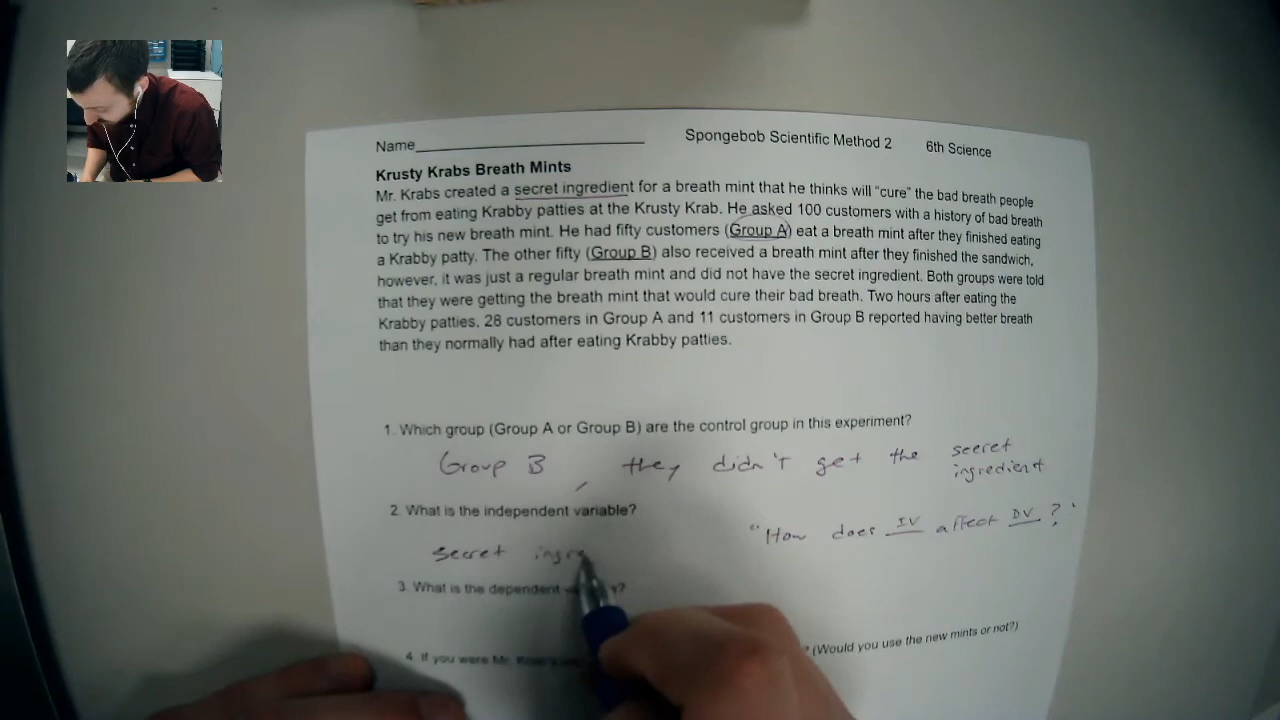 Name Spongebob Scientific Method 2 6th Science
Krusty Krabs Breath Mints
Mr. Krabs created a secret ingredient for a breath mint that he thinks will "cure" the bad breath people
get from eating Krabby patties at the Krusty Krab. He asked 100 customers with a history of bad breath
to try his new breath mint. He had fifty customers (Group A) eat a breath mint after they finished eating
a Krabby patty. The other fifty (Group B) also received a breath mint after they finished the sandwich,
however, it was just a regular breath mint and did not have the secret ingredient. Both groups were told
that they were getting the breath mint that would cure their bad breath. Two hours after eating the
Krabby patties, 28 customers in Group A and 11 customers in Group B reported having better breath
than they normally had after eating Krabby patties.
1. Which group (Group A or Group B) are the control group in this experiment?
Group B, they didn't get the secret
ingredient
2. What is the independent variable?
"How does IV affect DV ?"
secret ingre
3. What is the dependent
4. If you were Mr. ? (Would you use the new mints or not?)